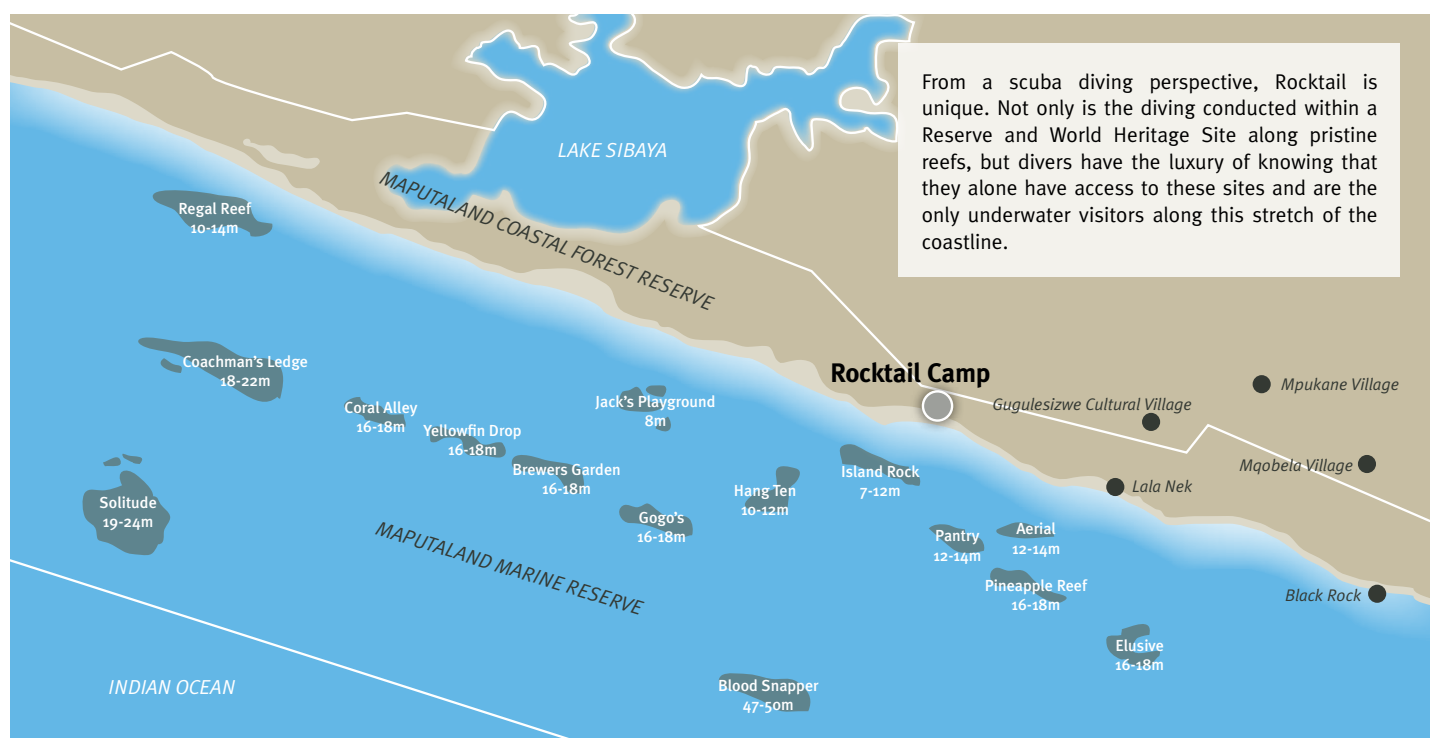 From a scuba diving perspective, Rocktail is
unique. Not only is the diving conducted within a
Reserve and World Heritage Site along pristine
reefs, but divers have the luxury of knowing that
they alone have access to these sites and are the
only underwater visitors along this stretch of the
coastline.
LAKE SIBAYA
MAPUTALAND COASTAL FOREST RESERVE
Regal Reef
10-14m
Coachman's Ledge
18-22m
Rocktail Camp
Mpukane Village
Gugulesizwe Cultural Village
Coral Alley
16-18m
Jack's Playground
8m
Yellowfin Drop
16-18m
Brewers Garden
16-18m
Island Rock
7-12m
Mqobela Village
Lala Nek
Hang Ten
10-12m
Solitude
19-24m
Gogo's
16-18m
Pantry
12-14m
Aerial
12-14m
MAPUTALAND MARINE RESERVE
Pineapple Reef
16-18m
Black Rock
Elusive
16-18m
Blood Snapper
47-50m
INDIAN OCEAN